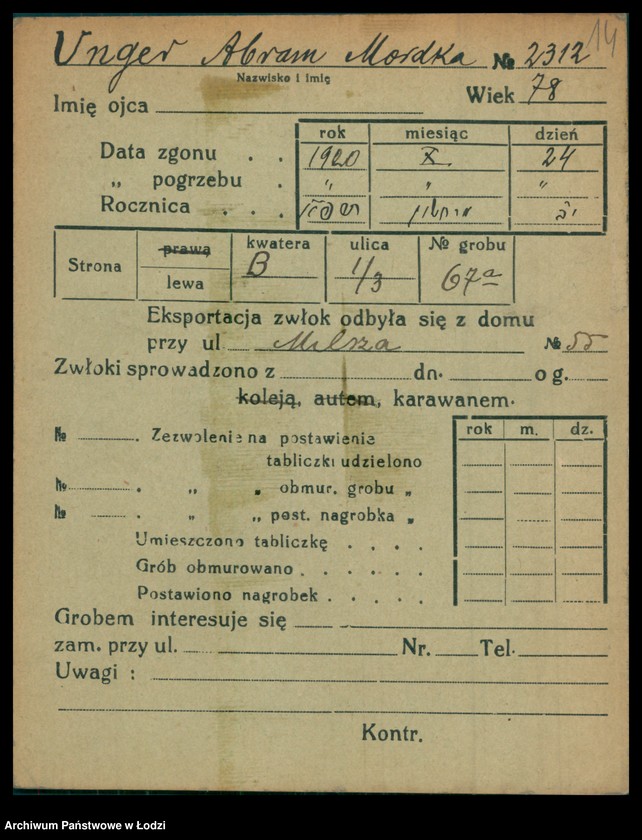 14
Unger Abram Mordka № 2312
Nazwisko i imię
Imię ojca Wiek 78
rok miesiąc dzień
Data zgonu . . 1920 X. 24
„ pogrzebu . „ „ „
Rocznica . . . מרחשון יב
Strona prawą kwatera ulica № grobu
lewa B 1/3 67a
Eksportacja zwłok odbyła się z domu
przy ul. Milsza № 55
Zwłoki sprowadzono z dn. o g.
koleją, autem, karawanem.
rok m. dz.
№ . Zezwolenie na postawienie
tabliczki udzielono
№ . „ „ obmur. grobu „
№ . „ „ post. nagrobka „
Umieszczono tabliczkę . . . .
Grób obmurowano . . . . . .
Postawiono nagrobek . . . . .
Grobem interesuje się
zam. przy ul. Nr. Tel.
Uwagi :
Kontr.
Archiwum Państwowe w Łodzi